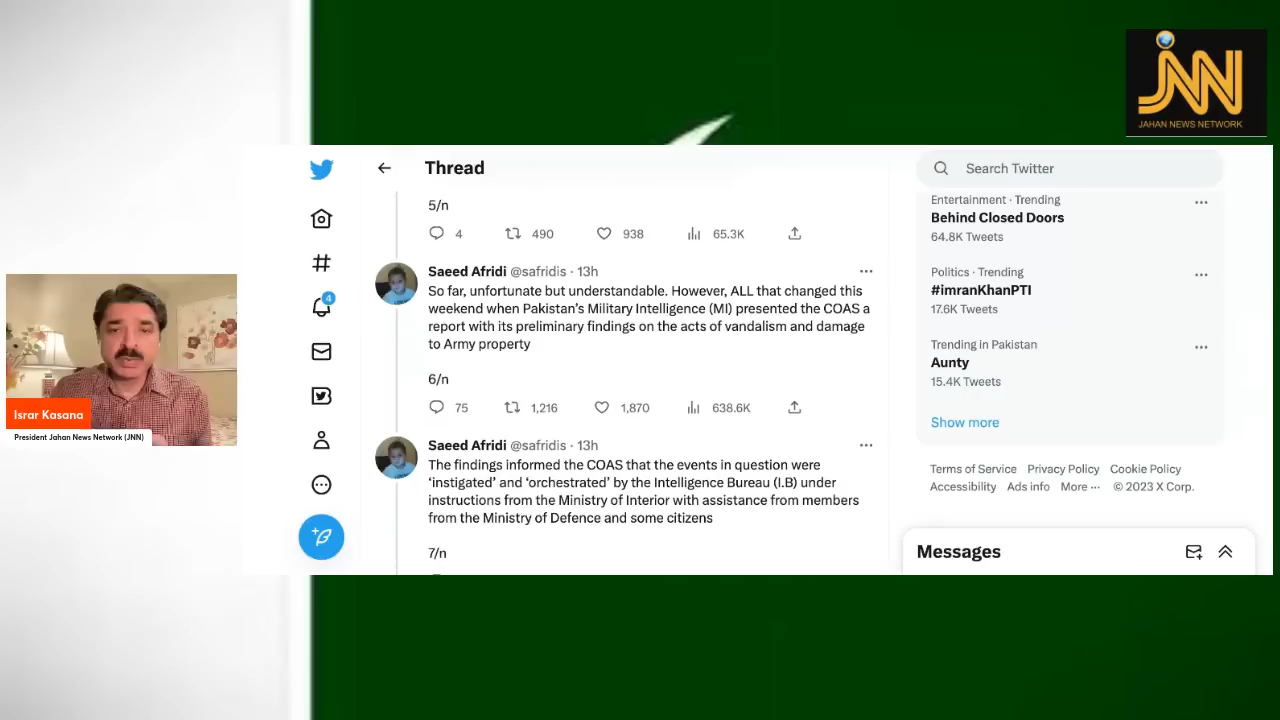 JNN
JAHAN NEWS NETWORK
Israr Kasana
President Jahan News Network (JNN)
Thread
5/n
4 490 938 65.3K
Saeed Afridi @safridis · 13h
So far, unfortunate but understandable. However, ALL that changed this
weekend when Pakistan's Military Intelligence (MI) presented the COAS a
report with its preliminary findings on the acts of vandalism and damage
to Army property
6/n
75 1,216 1,870 638.6K
Saeed Afridi @safridis · 13h
The findings informed the COAS that the events in question were
‘instigated’ and ‘orchestrated’ by the Intelligence Bureau (I.B) under
instructions from the Ministry of Interior with assistance from members
from the Ministry of Defence and some citizens
7/n
4
Search Twitter
Entertainment · Trending
Behind Closed Doors
64.8K Tweets
Politics · Trending
#imranKhanPTI
17.6K Tweets
Trending in Pakistan
Aunty
15.4K Tweets
Show more
Terms of Service Privacy Policy Cookie Policy
Accessibility Ads info More ··· © 2023 X Corp.
Messages